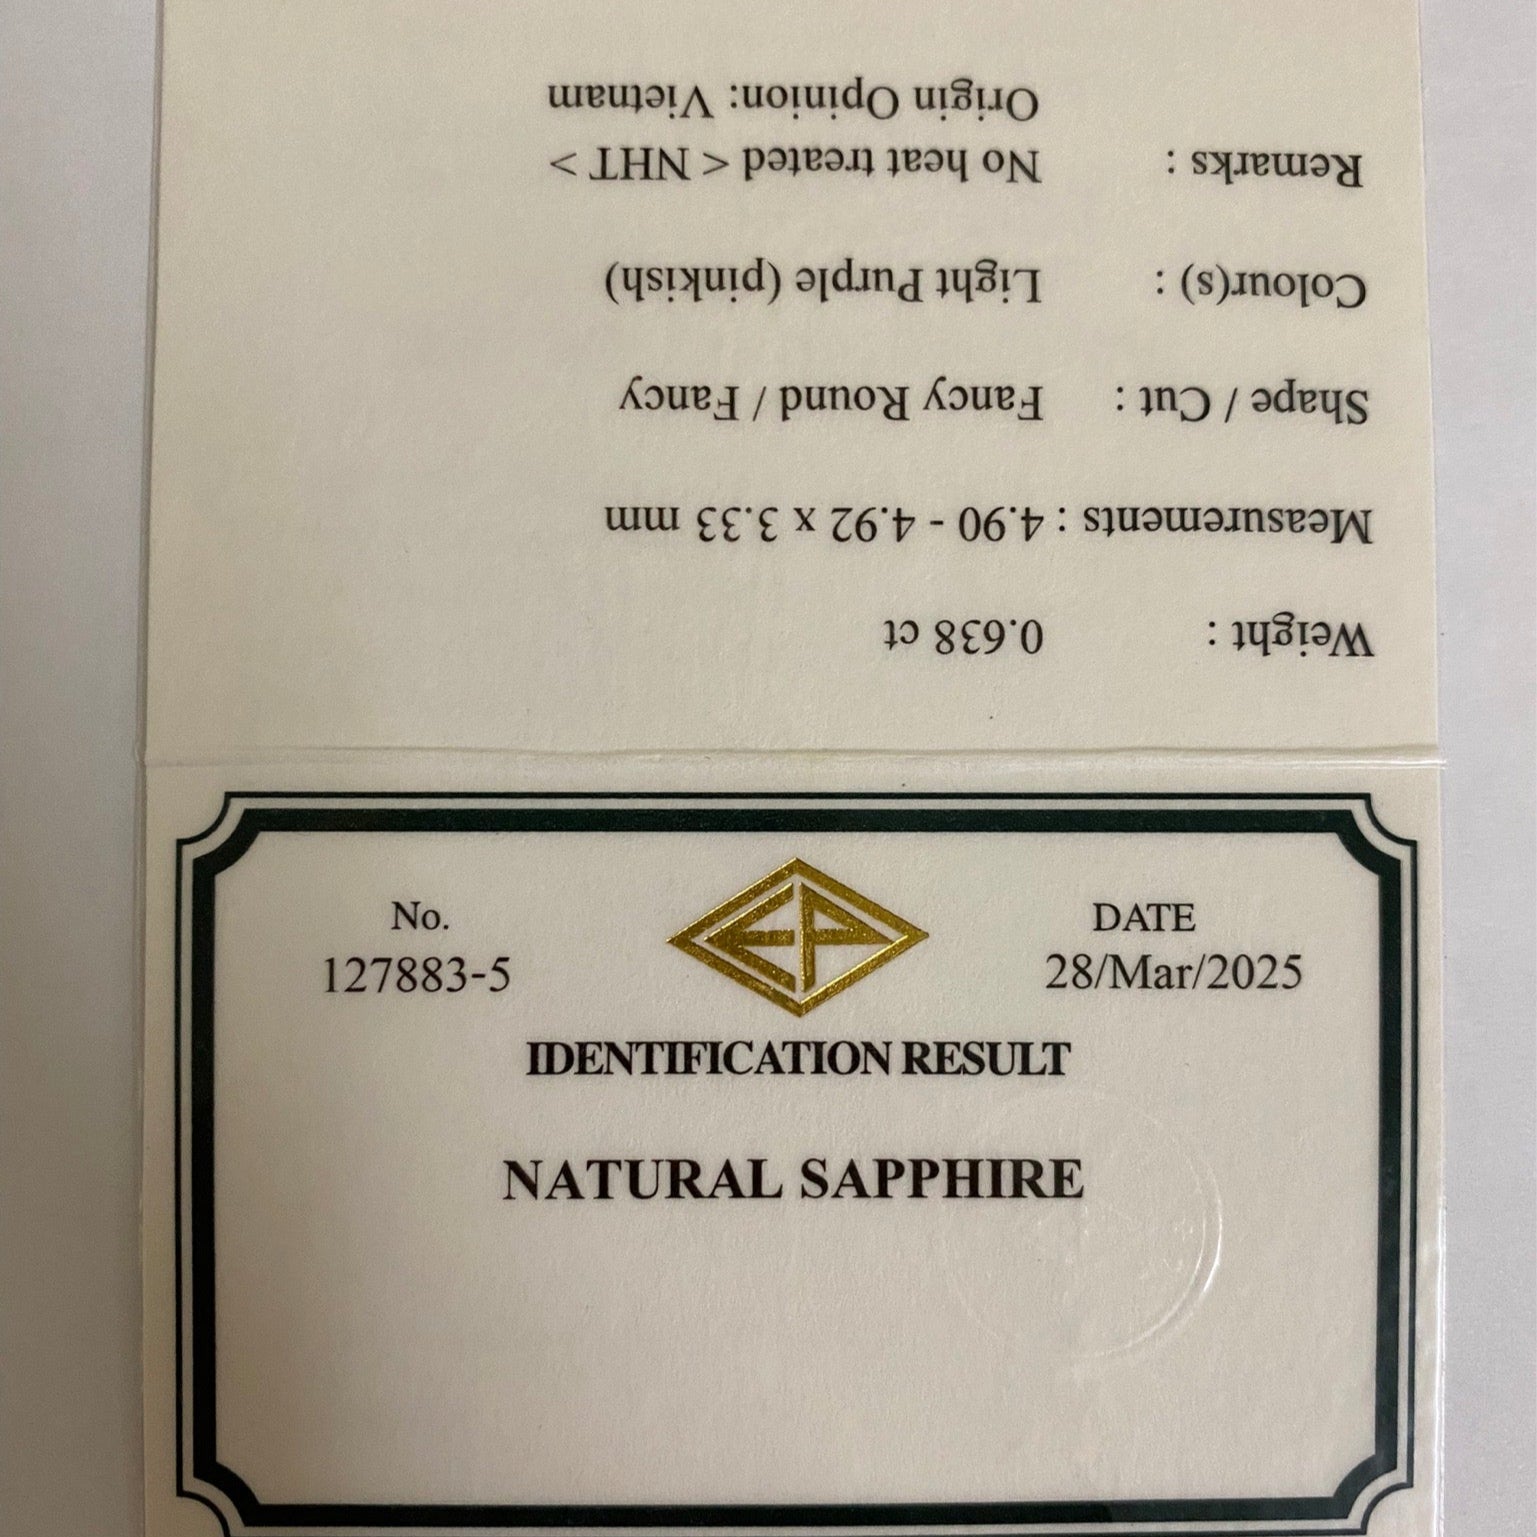 Weight : 0.638 ct
Measurements : 4.90 - 4.92 x 3.33 mm
Shape / Cut : Fancy Round / Fancy
Colour(s) : Light Purple (pinkish)
Remarks : No heat treated < NHT >
Origin Opinion: Vietnam
No.
127883-5
EP
DATE
28/Mar/2025
IDENTIFICATION RESULT
NATURAL SAPPHIRE